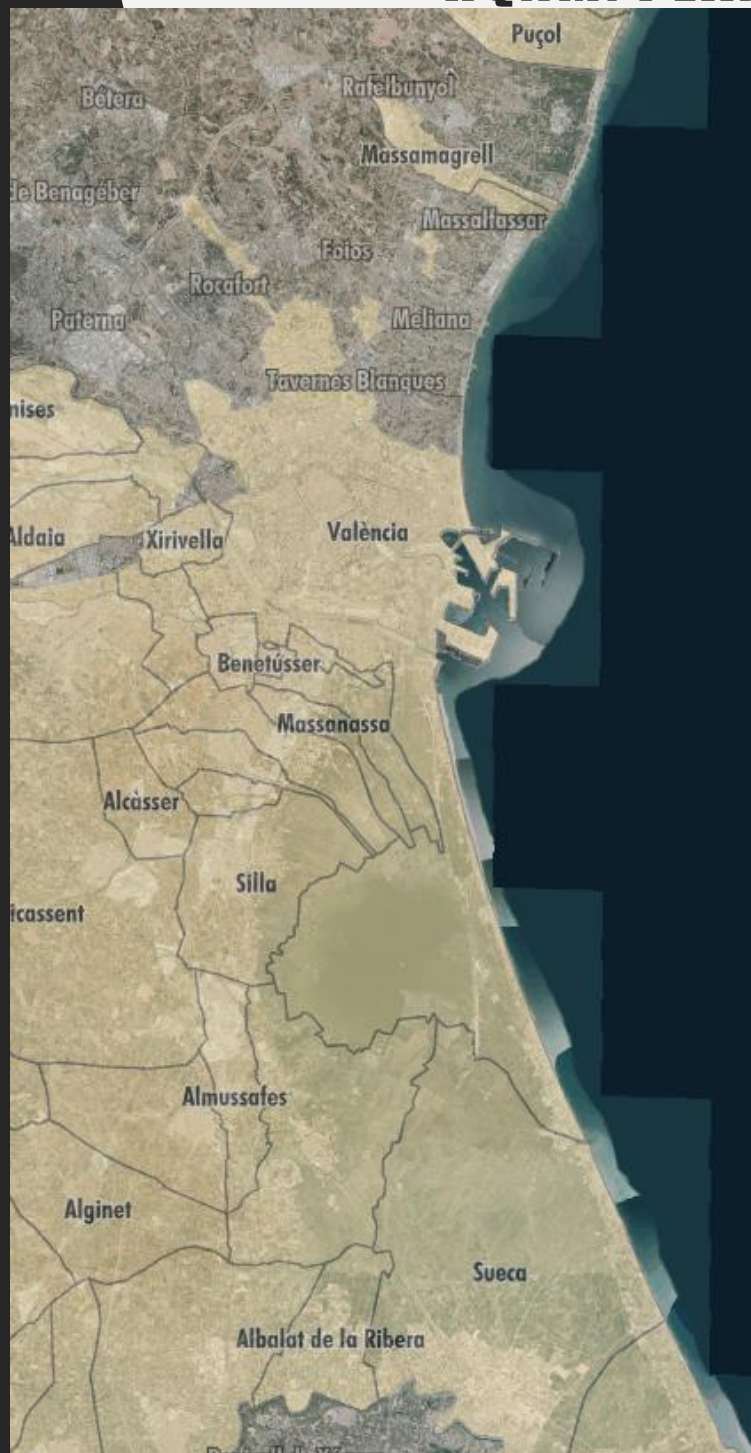 Puçol
Bétera
Rafelbunyol
Massamagrell
de Benagéber
Massalfassar
Foios
Rocafort
Paterna
Meliana
Tavernes Blanques
nises
Aldaia
Xirivella
València
Benetússer
Massanassa
Alcàsser
Silla
icassent
Almussafes
Alginet
Sueca
Albalat de la Ribera